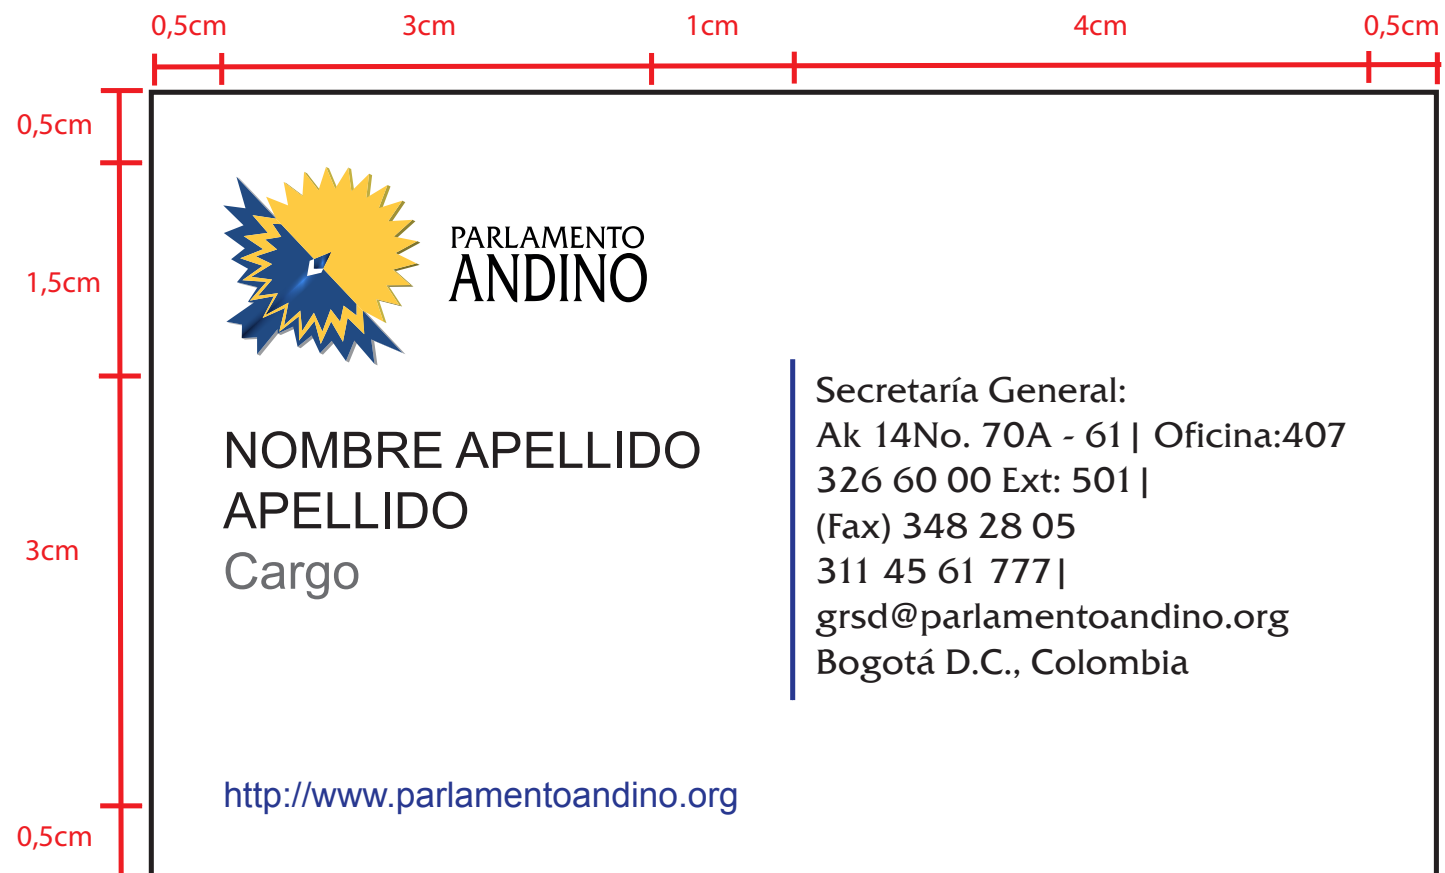 0,5cm 3cm 1cm 4cm 0,5cm
0,5cm
1,5cm
3cm
0,5cm
PARLAMENTO
ANDINO
NOMBRE APELLIDO
APELLIDO
Cargo
http://www.parlamentoandino.org
Secretaría General:
Ak 14No. 70A - 61| Oficina:407
326 60 00 Ext: 501|
(Fax) 348 28 05
311 45 61 777|
grsd@parlamentoandino.org
Bogotá D.C., Colombia